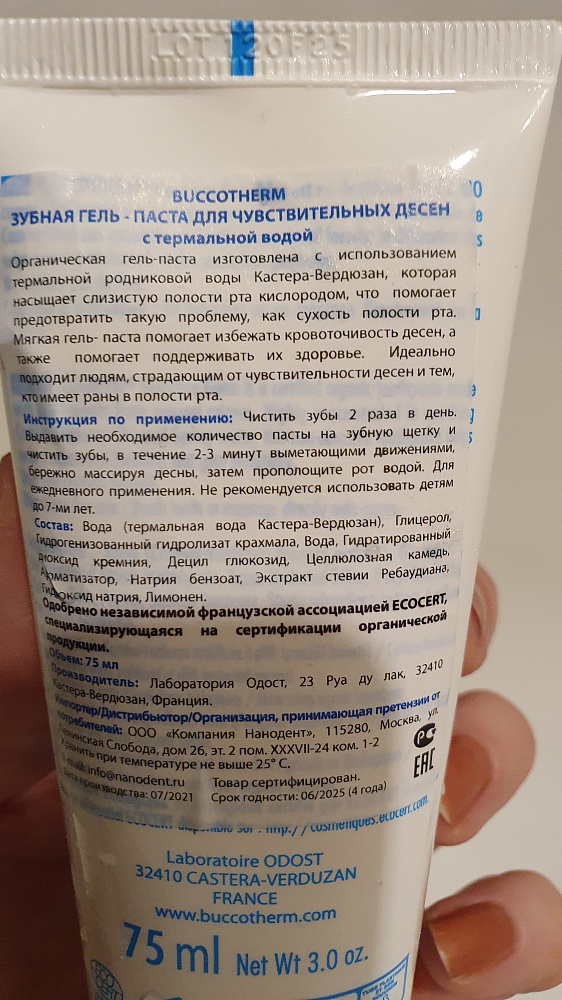 LOT 120F25
BUCCOTHERM
ЗУБНАЯ ГЕЛЬ - ПАСТА ДЛЯ ЧУВСТВИТЕЛЬНЫХ ДЕСЕН
с термальной водой
Органическая гель-паста изготовлена с использованием
термальной родниковой воды Кастера-Вердюзан, которая
насыщает слизистую полости рта кислородом, что помогает
предотвратить такую проблему, как сухость полости рта.
Мягкая гель- паста помогает избежать кровоточивость десен, а
также помогает поддерживать их здоровье. Идеально
подходит людям, страдающим от чувствительности десен и тем,
кто имеет раны в полости рта.
Инструкция по применению: Чистить зубы 2 раза в день.
Выдавить необходимое количество пасты на зубную щетку и
чистить зубы, в течение 2-3 минут выметающими движениями,
бережно массируя десны, затем прополощите рот водой. Для
ежедневного применения. Не рекомендуется использовать детям
до 7-ми лет.
Состав: Вода (термальная вода Кастера-Вердюзан), Глицерол,
Гидрогенизованный гидролизат крахмала, Вода, Гидратированный
диоксид кремния, Децил глюкозид, Целлюлозная камедь,
Ароматизатор, Натрия бензоат, Экстракт стевии Ребаудиана,
Гидроксид натрия, Лимонен.
Одобрено независимой французской ассоциацией ECOCERT,
специализирующаяся на сертификации органической
продукции.
Объем: 75 мл
Производитель: Лаборатория Одост, 23 Руа ду лак, 32410
Кастера-Вердюзан, Франция.
Импортер/Дистрибьютор/Организация, принимающая претензии от
потребителей: ООО «Компания Нанодент», 115280, Москва, ул.
Ленинская Слобода, дом 26, эт. 2 пом. XXXVII-24 ком. 1-2
Хранить при температуре не выше 25° С.
e-mail: info@nanodent.ru Товар сертифицирован.
Дата производства: 07/2021 Срок годности: 06/2025 (4 года)
EAC
ECOCERT disponible sur : http://cosmetiques.ecocert.com.
Laboratoire ODOST
32410 CASTERA-VERDUZAN
FRANCE
www.buccotherm.com
75 ml Net Wt 3.0 oz.